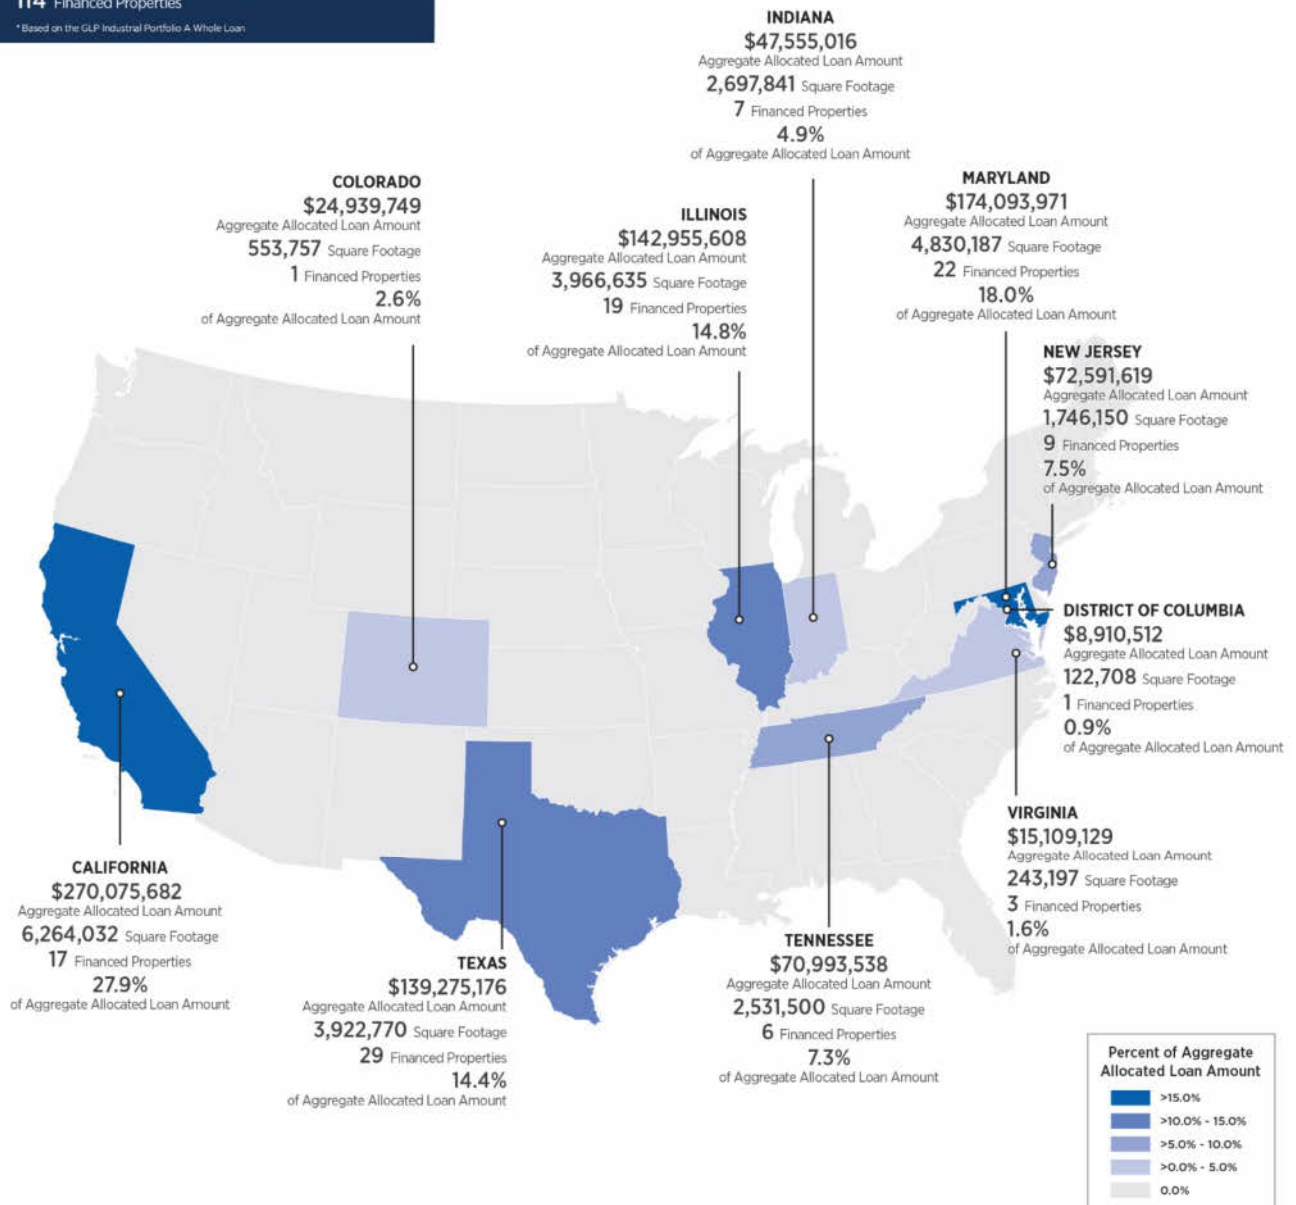 114 Financed Properties
* Based on the GLP Industrial Portfolio A Whole Loan
INDIANA
$47,555,016
Aggregate Allocated Loan Amount
2,697,841 Square Footage
7 Financed Properties
4.9%
of Aggregate Allocated Loan Amount
COLORADO
$24,939,749
Aggregate Allocated Loan Amount
553,757 Square Footage
1 Financed Properties
2.6%
of Aggregate Allocated Loan Amount
ILLINOIS
$142,955,608
Aggregate Allocated Loan Amount
3,966,635 Square Footage
19 Financed Properties
14.8%
of Aggregate Allocated Loan Amount
MARYLAND
$174,093,971
Aggregate Allocated Loan Amount
4,830,187 Square Footage
22 Financed Properties
18.0%
of Aggregate Allocated Loan Amount
NEW JERSEY
$72,591,619
Aggregate Allocated Loan Amount
1,746,150 Square Footage
9 Financed Properties
7.5%
of Aggregate Allocated Loan Amount
DISTRICT OF COLUMBIA
$8,910,512
Aggregate Allocated Loan Amount
122,708 Square Footage
1 Financed Properties
0.9%
of Aggregate Allocated Loan Amount
VIRGINIA
$15,109,129
Aggregate Allocated Loan Amount
243,197 Square Footage
3 Financed Properties
1.6%
of Aggregate Allocated Loan Amount
CALIFORNIA
$270,075,682
Aggregate Allocated Loan Amount
6,264,032 Square Footage
17 Financed Properties
27.9%
of Aggregate Allocated Loan Amount
TEXAS
$139,275,176
Aggregate Allocated Loan Amount
3,922,770 Square Footage
29 Financed Properties
14.4%
of Aggregate Allocated Loan Amount
TENNESSEE
$70,993,538
Aggregate Allocated Loan Amount
2,531,500 Square Footage
6 Financed Properties
7.3%
of Aggregate Allocated Loan Amount
Percent of Aggregate
Allocated Loan Amount
>15.0%
>10.0% - 15.0%
>5.0% - 10.0%
>0.0% - 5.0%
0.0%